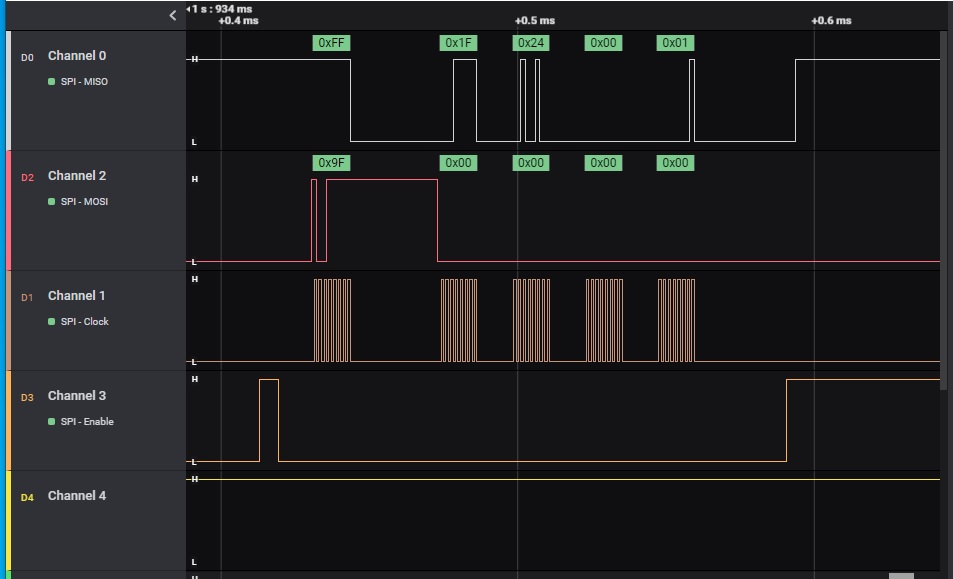 1 s : 934 ms
+0.4 ms +0.5 ms +0.6 ms
D0 Channel 0
SPI - MISO
H
L
0xFF 0x1F 0x24 0x00 0x01
D2 Channel 2
SPI - MOSI
H
L
0x9F 0x00 0x00 0x00 0x00
D1 Channel 1
SPI - Clock
H
L
D3 Channel 3
SPI - Enable
H
L
D4 Channel 4
H
L
H